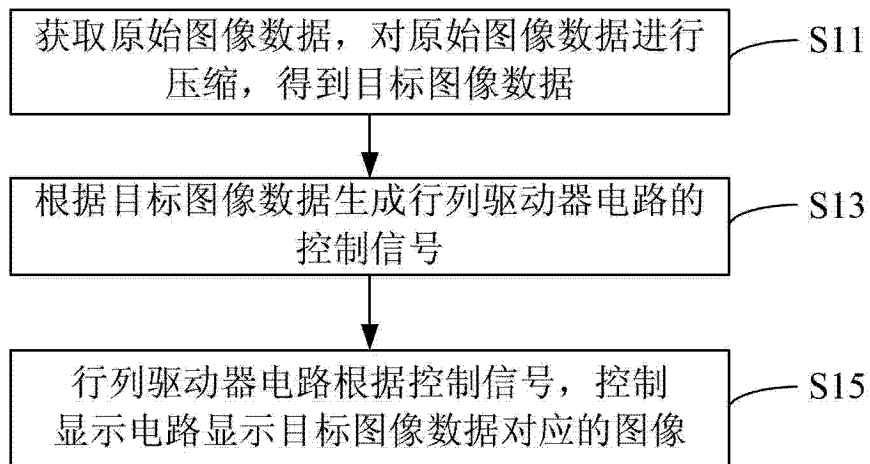 获取原始图像数据，对原始图像数据进行
压缩，得到目标图像数据
S11
根据目标图像数据生成行列驱动器电路的
控制信号
S13
行列驱动器电路根据控制信号，控制
显示电路显示目标图像数据对应的图像
S15